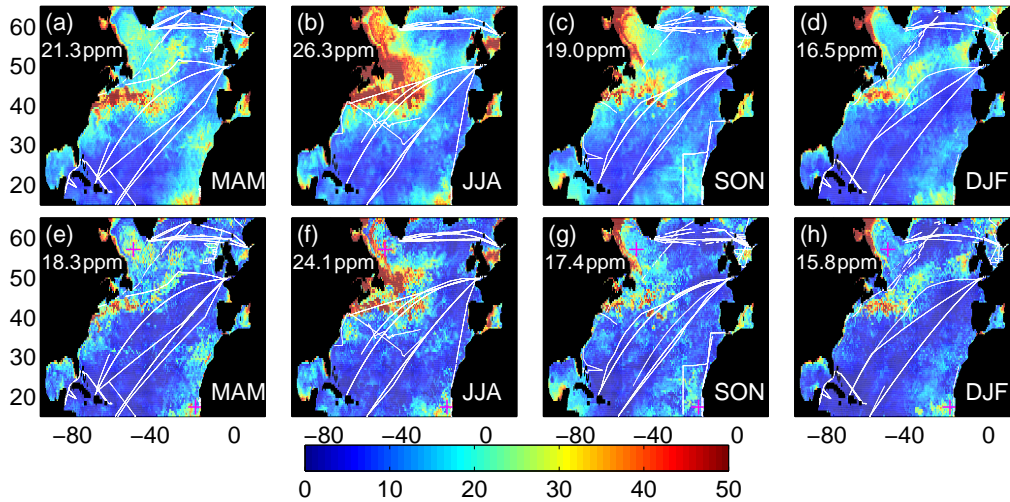 (a) (b) (c) (d)
60 21.3ppm 26.3ppm 19.0ppm 16.5ppm
50
40
30
20 MAM JJA SON DJF
(e) (f) (g) (h)
60 18.3ppm 24.1ppm 17.4ppm 15.8ppm
50
40
30
20 MAM JJA SON DJF
−80 −40 0 −80 −40 0 −80 −40 0 −80 −40 0
0 10 20 30 40 50